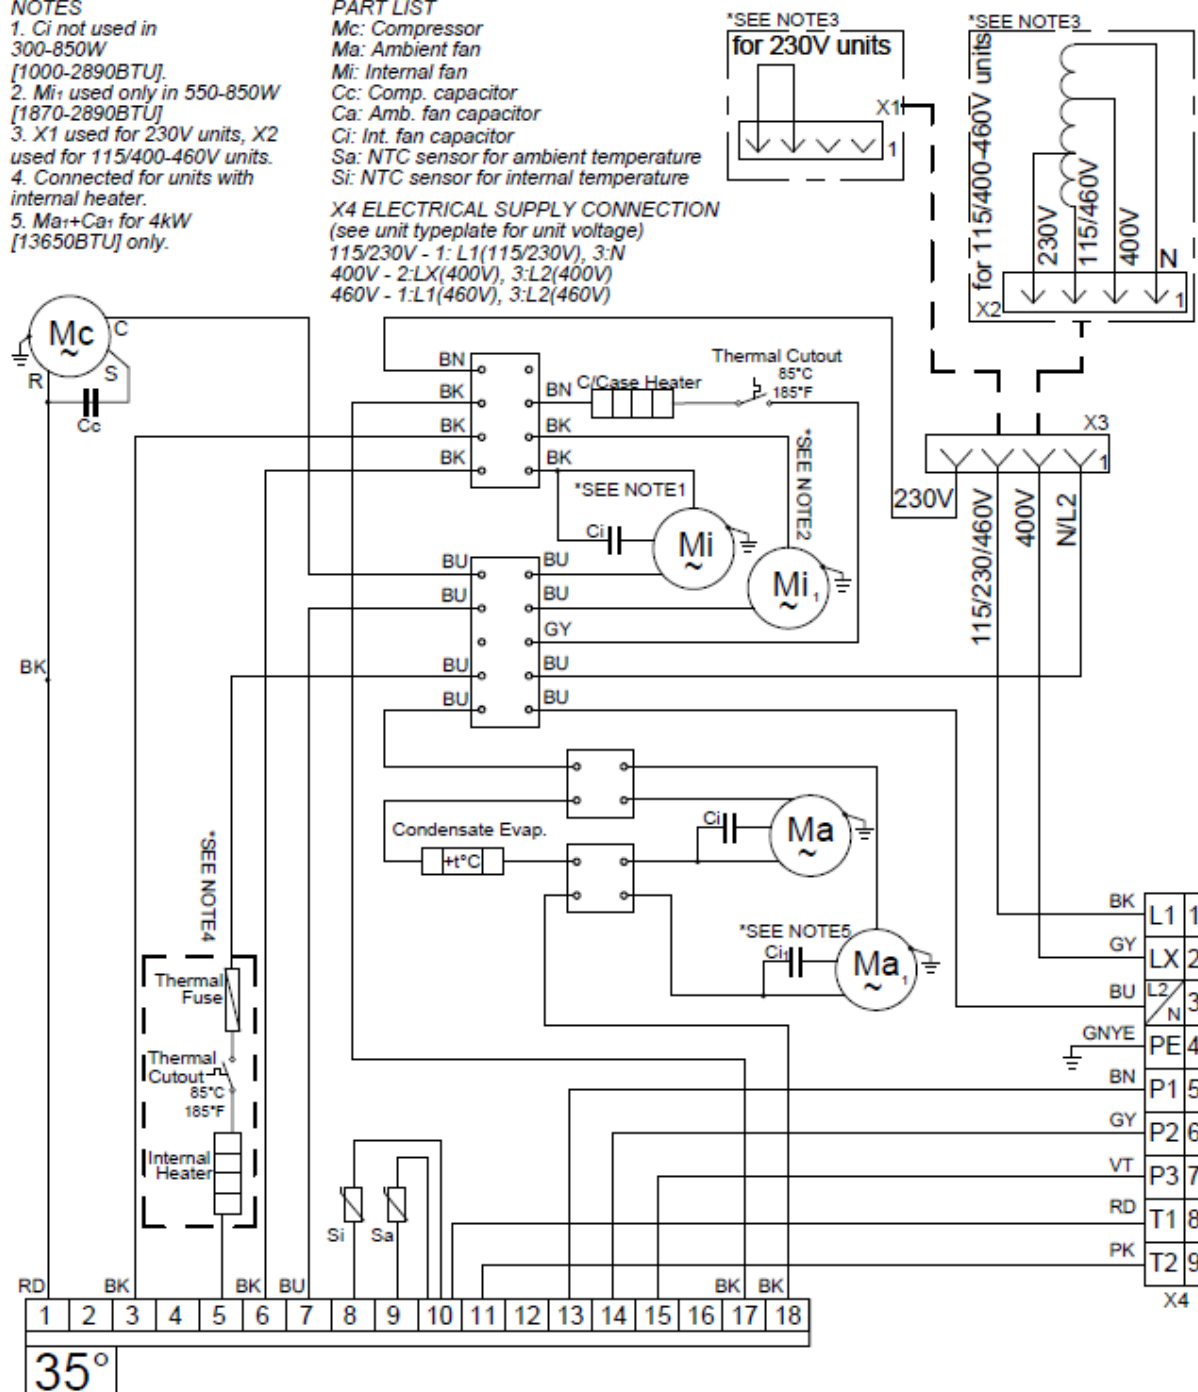 NOTES
1. Ci not used in
300-850W
[1000-2890BTU].
2. Mi1 used only in 550-850W
[1870-2890BTU]
3. X1 used for 230V units, X2
used for 115/400-460V units.
4. Connected for units with
internal heater.
5. Ma1+Ca1 for 4kW
[13650BTU] only.
PART LIST
Mc: Compressor
Ma: Ambient fan
Mi: Internal fan
Cc: Comp. capacitor
Ca: Amb. fan capacitor
Ci: Int. fan capacitor
Sa: NTC sensor for ambient temperature
Si: NTC sensor for internal temperature
X4 ELECTRICAL SUPPLY CONNECTION
(see unit typeplate for unit voltage)
115/230V - 1: L1(115/230V), 3:N
400V - 2:LX(400V), 3:L2(400V)
460V - 1:L1(460V), 3:L2(460V)
*SEE NOTE3
for 230V units
X1
1
*SEE NOTE3
for 115/400-460V units
230V
115/460V
400V
N
X2
1
Mc
~
C
R
S
Cc
BN
BK
BK
BK
BN
C/Case Heater
Thermal Cutout
85°C
185°F
BK
BK
*SEE NOTE1
*SEE NOTE2
Ci
Mi
~
Mi1
~
X3
1
230V
115/230/460V
400V
N/L2
BU
BU
BU
BU
BU
BU
GY
BU
BU
BK
Condensate Evap.
+t°C
Ci
Ma
~
*SEE NOTE5
Ci1
Ma1
~
*SEE NOTE4
Thermal
Fuse
Thermal
Cutout
85°C
185°F
Internal
Heater
Si
Sa
BK L1 1
GY LX 2
BU L2/N 3
GNYE PE 4
BN P1 5
GY P2 6
VT P3 7
RD T1 8
PK T2 9
X4
RD
BK
BK
BU
BK
BK
1 2 3 4 5 6 7 8 9 10 11 12 13 14 15 16 17 18
35°